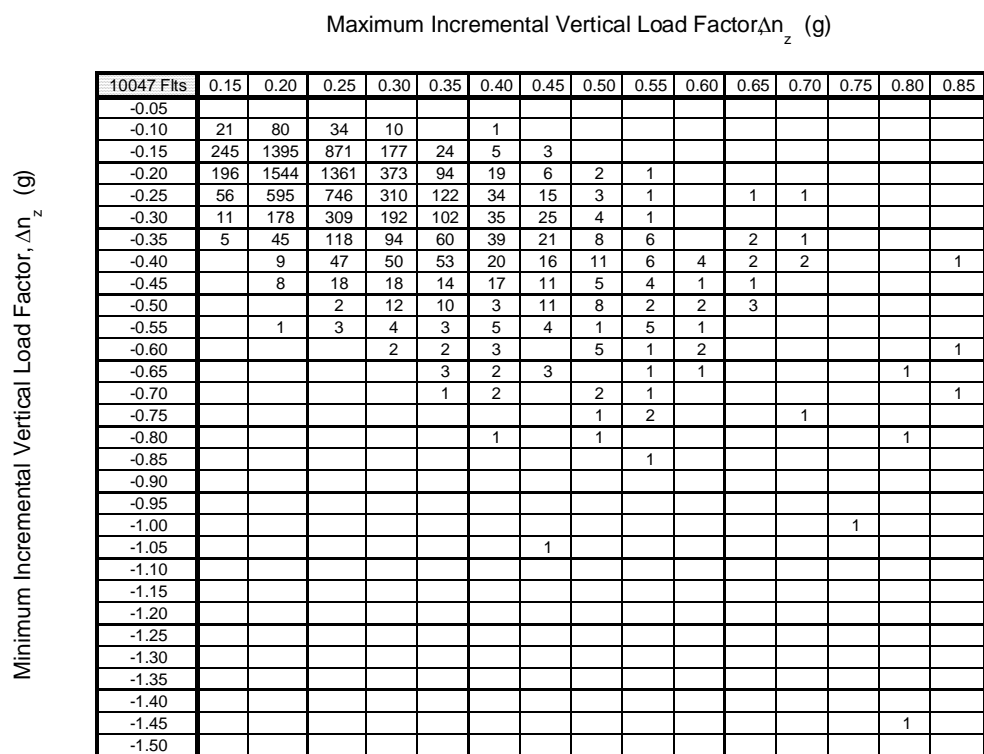 Maximum Incremental Vertical Load Factor,Δn_z (g)
Minimum Incremental Vertical Load Factor, Δn_z (g)
10047 Flts 0.15 0.20 0.25 0.30 0.35 0.40 0.45 0.50 0.55 0.60 0.65 0.70 0.75 0.80 0.85
-0.05
-0.10 21 80 34 10 1
-0.15 245 1395 871 177 24 5 3
-0.20 196 1544 1361 373 94 19 6 2 1
-0.25 56 595 746 310 122 34 15 3 1 1 1
-0.30 11 178 309 192 102 35 25 4 1
-0.35 5 45 118 94 60 39 21 8 6 2 1
-0.40 9 47 50 53 20 16 11 6 4 2 2 1
-0.45 8 18 18 14 17 11 5 4 1 1
-0.50 2 12 10 3 11 8 2 2 3
-0.55 1 3 4 3 5 4 1 5 1
-0.60 2 2 3 5 1 2 1
-0.65 3 2 3 1 1 1
-0.70 1 2 2 1 1
-0.75 1 2 1
-0.80 1 1 1
-0.85 1
-0.90
-0.95
-1.00 1
-1.05 1
-1.10
-1.15
-1.20
-1.25
-1.30
-1.35
-1.40
-1.45 1
-1.50